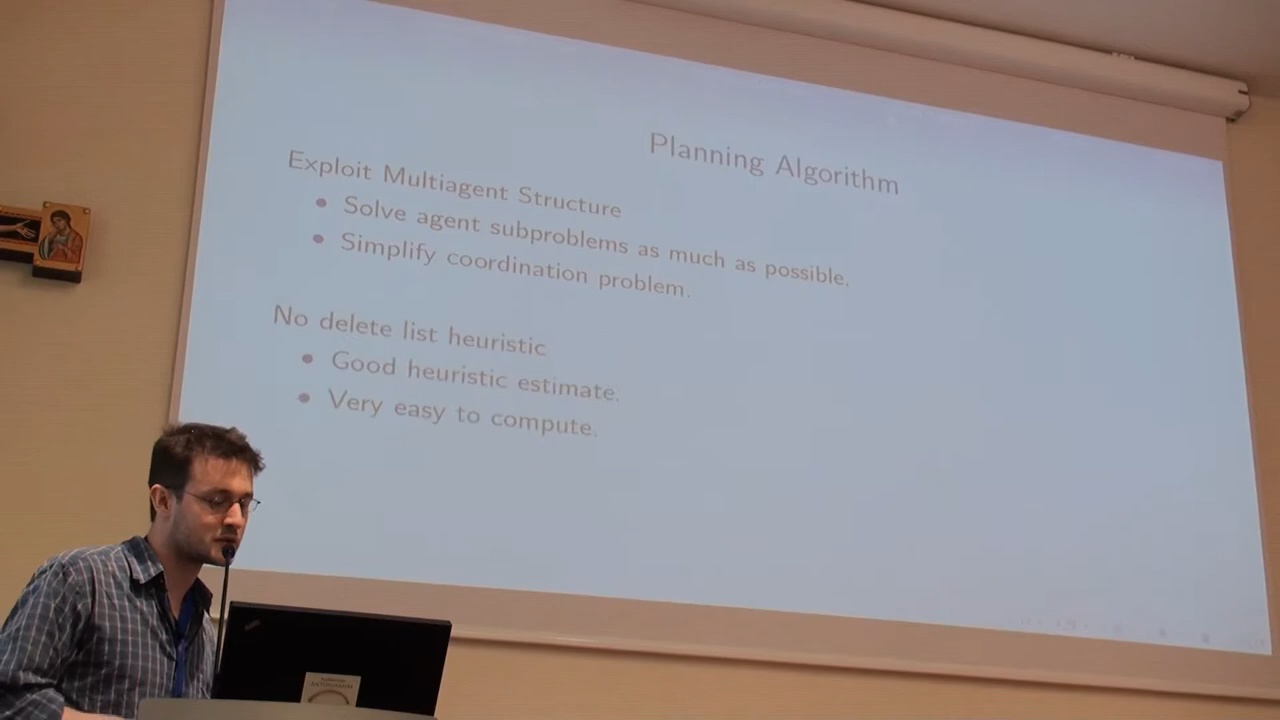 Planning Algorithm
Exploit Multiagent Structure
• Solve agent subproblems as much as possible.
• Simplify coordination problem.
No delete list heuristic
• Good heuristic estimate.
• Very easy to compute.